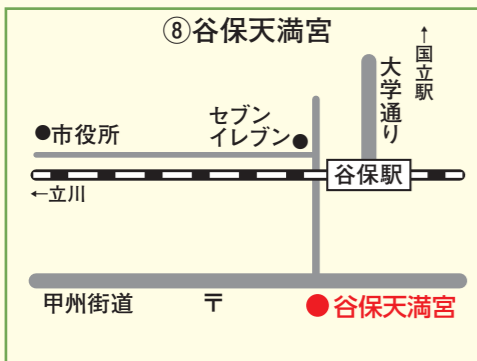 ⑧谷保天満宮
↑国立駅
大学通り
セブン
イレブン
市役所
谷保駅
←立川
甲州街道
〒
谷保天満宮